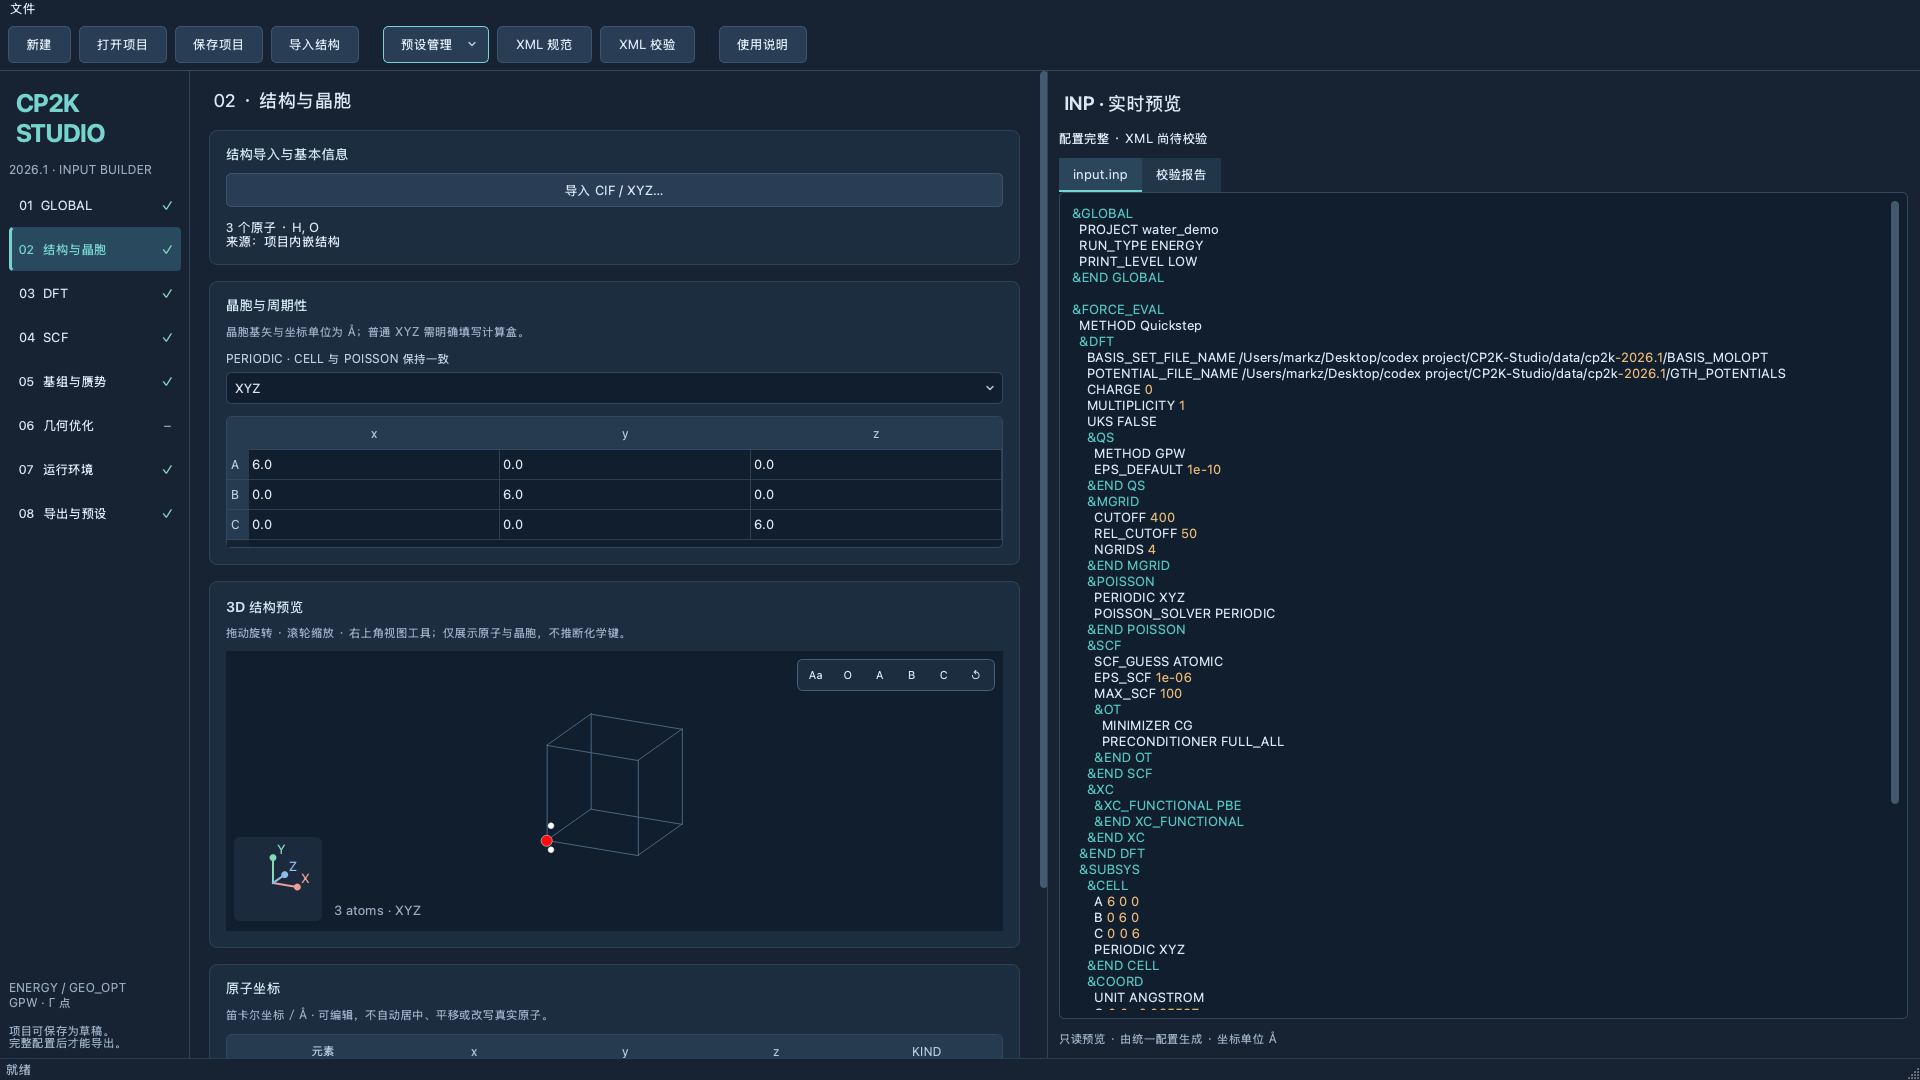 文件
新建
打开项目
保存项目
导入结构
预设管理
XML 规范
XML 校验
使用说明
CP2K
STUDIO
2026.1 · INPUT BUILDER
01 GLOBAL ✓
02 结构与晶胞 ✓
03 DFT ✓
04 SCF ✓
05 基组与赝势 ✓
06 几何优化 –
07 运行环境 ✓
08 导出与预设 ✓
ENERGY / GEO_OPT
GPW · Γ 点
项目可保存为草稿。
完整配置后才能导出。
就绪
02 · 结构与晶胞
结构导入与基本信息
导入 CIF / XYZ...
3 个原子 · H, O
来源：项目内嵌结构
晶胞与周期性
晶胞基矢与坐标单位为 Å；普通 XYZ 需明确填写计算盒。
PERIODIC · CELL 与 POISSON 保持一致
XYZ
x y z
A 6.0 0.0 0.0
B 0.0 6.0 0.0
C 0.0 0.0 6.0
3D 结构预览
拖动旋转 · 滚轮缩放 · 右上角视图工具；仅展示原子与晶胞，不推断化学键。
Aa O A B C
Y
Z
X
3 atoms · XYZ
原子坐标
笛卡尔坐标 / Å · 可编辑，不自动居中、平移或改写真实原子。
元素 x y z KIND
INP · 实时预览
配置完整 · XML 尚待校验
input.inp 校验报告
&GLOBAL
PROJECT water_demo
RUN_TYPE ENERGY
PRINT_LEVEL LOW
&END GLOBAL
&FORCE_EVAL
METHOD Quickstep
&DFT
BASIS_SET_FILE_NAME /Users/markz/Desktop/codex project/CP2K-Studio/data/cp2k-2026.1/BASIS_MOLOPT
POTENTIAL_FILE_NAME /Users/markz/Desktop/codex project/CP2K-Studio/data/cp2k-2026.1/GTH_POTENTIALS
CHARGE 0
MULTIPLICITY 1
UKS FALSE
&QS
METHOD GPW
EPS_DEFAULT 1e-10
&END QS
&MGRID
CUTOFF 400
REL_CUTOFF 50
NGRIDS 4
&END MGRID
&POISSON
PERIODIC XYZ
POISSON_SOLVER PERIODIC
&END POISSON
&SCF
SCF_GUESS ATOMIC
EPS_SCF 1e-06
MAX_SCF 100
&OT
MINIMIZER CG
PRECONDITIONER FULL_ALL
&END OT
&END SCF
&XC
&XC_FUNCTIONAL PBE
&END XC_FUNCTIONAL
&END XC
&END DFT
&SUBSYS
&CELL
A 6 0 0
B 0 6 0
C 0 0 6
PERIODIC XYZ
&END CELL
&COORD
UNIT ANGSTROM
只读预览 · 由统一配置生成 · 坐标单位 Å